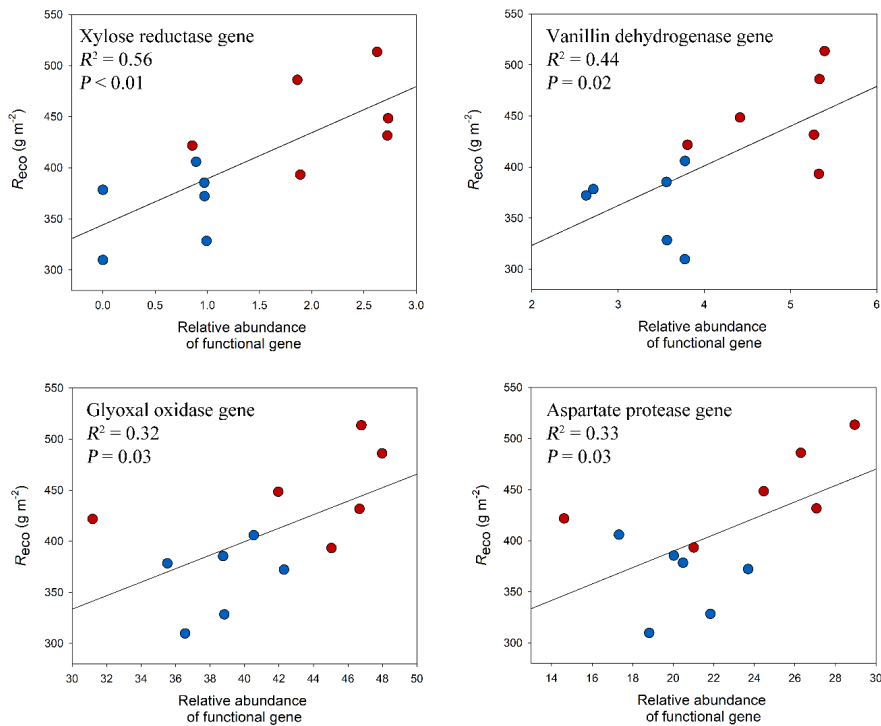 Xylose reductase gene
R² = 0.56
P < 0.01
550
500
450
400
350
300
R_eco (g m⁻²)
0.0 0.5 1.0 1.5 2.0 2.5 3.0
Relative abundance
of functional gene
Vanillin dehydrogenase gene
R² = 0.44
P = 0.02
550
500
450
400
350
300
2 3 4 5 6
Relative abundance
of functional gene
Glyoxal oxidase gene
R² = 0.32
P = 0.03
550
500
450
400
350
300
R_eco (g m⁻²)
30 32 34 36 38 40 42 44 46 48 50
Relative abundance
of functional gene
Aspartate protease gene
R² = 0.33
P = 0.03
550
500
450
400
350
300
R_eco (g m⁻²)
14 16 18 20 22 24 26 28 30
Relative abundance
of functional gene